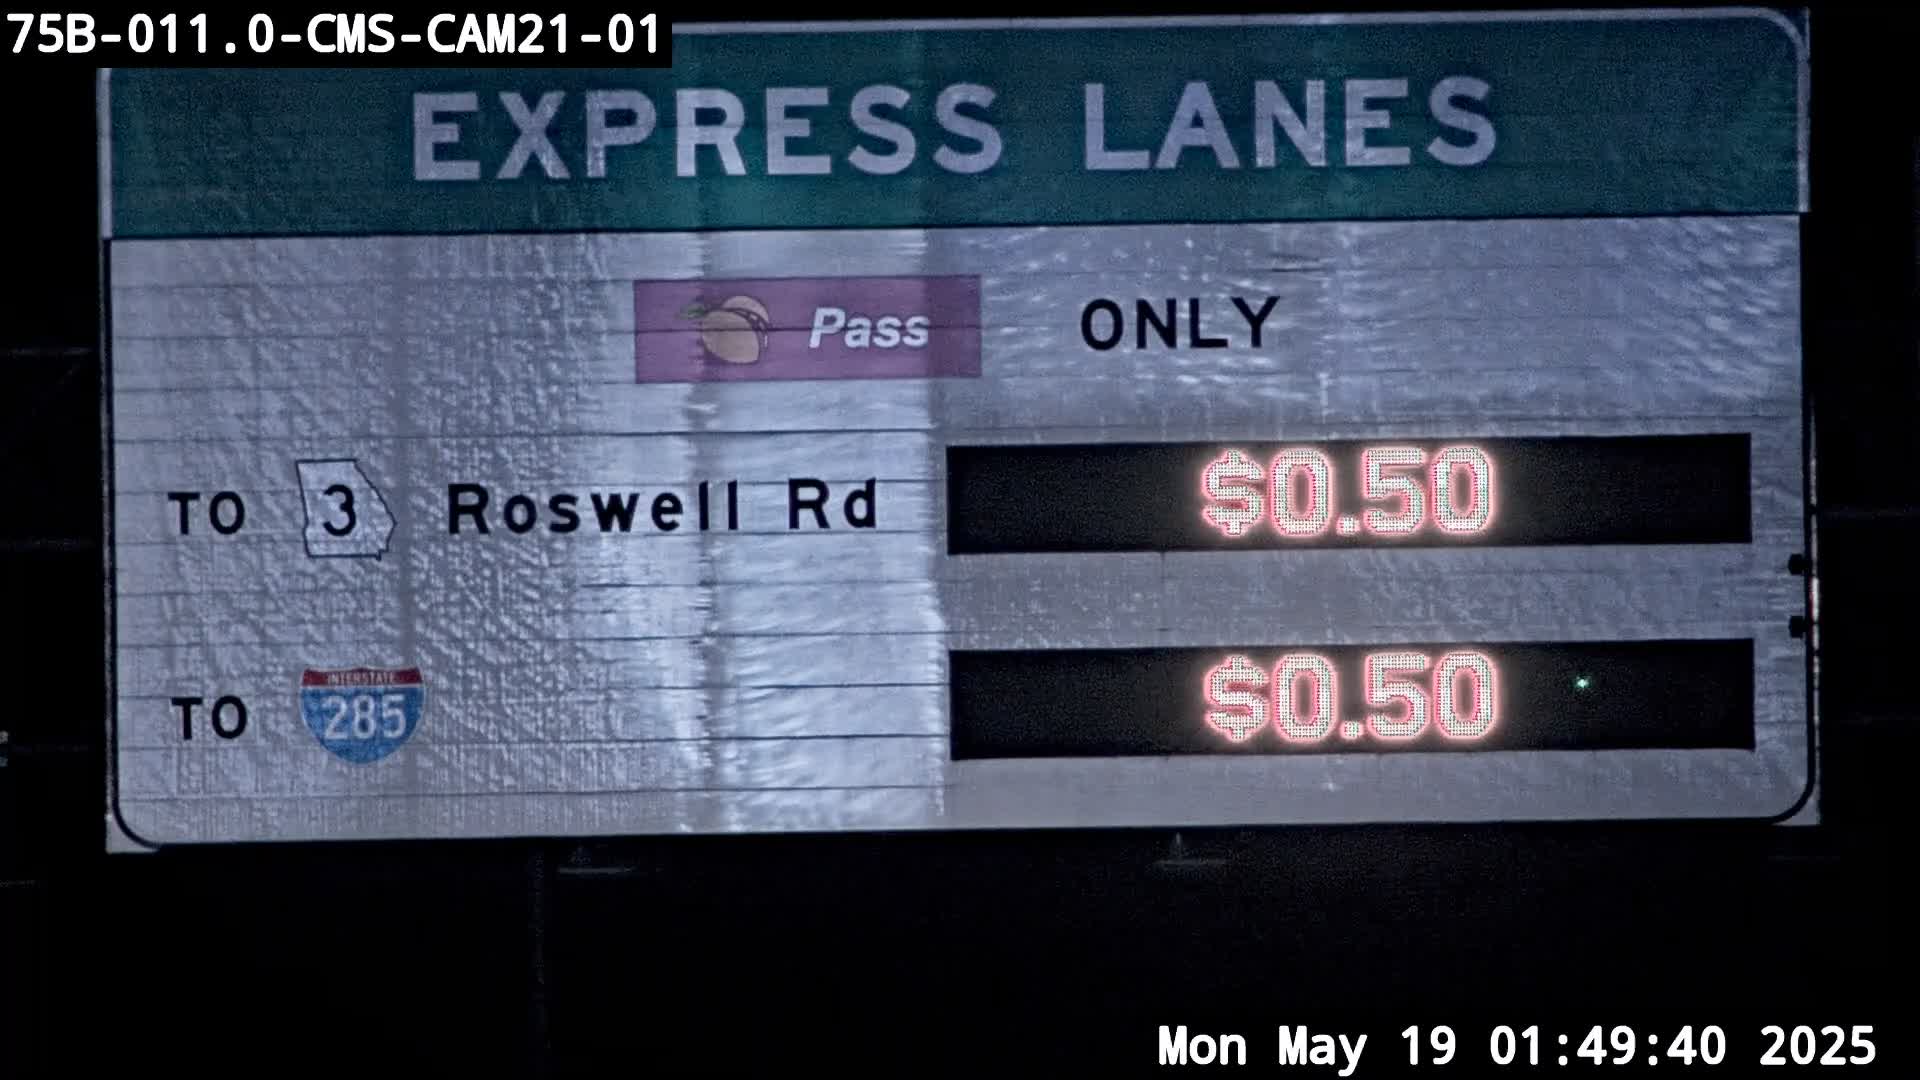 75B-011.0-CMS-CAM21-01
EXPRESS LANES
Pass ONLY
TO 3 Roswell Rd $0.50
TO INTERSTATE 285 $0.50
Mon May 19 01:49:40 2025